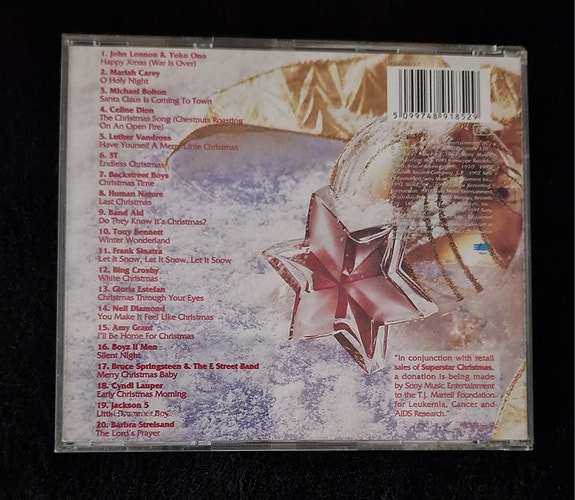 1. John Lennon & Yoko Ono
Happy Xmas (War Is Over)
2. Mariah Carey
O Holy Night
3. Michael Bolton
Santa Claus Is Coming To Town
4. Celine Dion
The Christmas Song (Chestnuts Roasting
On An Open Fire)
5. Luther Vandross
Have Yourself A Merry Little Christmas
6. 3T
Endless Christmas
7. Backstreet Boys
Christmas Time
8. Human Nature
Last Christmas
9. Band Aid
Do They Know It's Christmas?
10. Tony Bennett
Winter Wonderland
11. Frank Sinatra
Let It Snow, Let It Snow, Let It Snow
12. Bing Crosby
White Christmas
13. Gloria Estefan
Christmas Through Your Eyes
14. Neil Diamond
You Make It Feel Like Christmas
15. Amy Grant
I'll Be Home For Christmas
16. Boyz II Men
Silent Night
17. Bruce Springsteen & The E Street Band
Merry Christmas Baby
18. Cyndi Lauper
Early Christmas Morning
19. Jackson 5
Little Drummer Boy
20. Barbra Streisand
The Lord's Prayer
5 099748 918529
"In conjunction with retail
sales of Superstar Christmas,
a donation is being made
by Sony Music Entertainment
to the T.J. Martell Foundation
for Leukemia, Cancer and
AIDS Research."